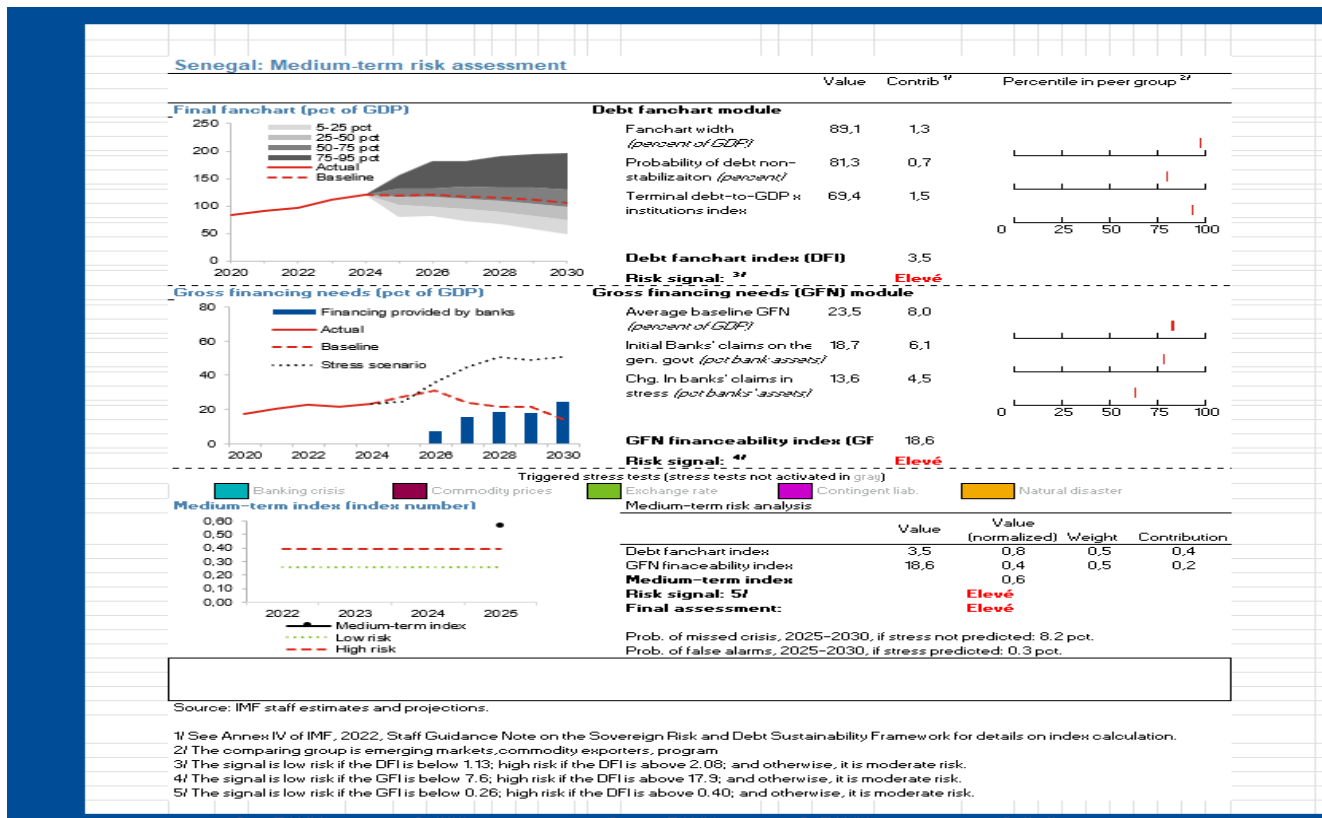 Senegal: Medium-term risk assessment
Value Contrib 1/ Percentile in peer group 2/
Final fanchart (pct of GDP)
250
200
150
100
50
0
5-25 pct
25-50 pct
50-75 pct
75-95 pct
Actual
Baseline
2020 2022 2024 2026 2028 2030
Debt fanchart module
Fanchart width 89,1 1,3
(percent of GDP)
Probability of debt non- 81,3 0,7
stabilizaiton (percent)
Terminal debt-to-GDP x 69,4 1,5
institutions index
0 25 50 75 100
Debt fanchart index (DFI) 3,5
Risk signal: 3/ Elevé
Gross financing needs (pct of GDP)
80
60
40
20
0
Financing provided by banks
Actual
Baseline
Stress scenario
2020 2022 2024 2026 2028 2030
Gross financing needs (GFN) module
Average baseline GFN 23,5 8,0
(percent of GDP)
Initial Banks' claims on the 18,7 6,1
gen. govt (pct bank assets)
Chg. In banks' claims in 13,6 4,5
stress (pct banks' assets)
0 25 50 75 100
GFN financeability index (GF 18,6
Risk signal: 4/ Elevé
Triggered stress tests (stress tests not activated in gray)
Banking crisis Commodity prices Exchange rate Contingent liab. Natural disaster
Medium-term index (index number)
0,60
0,50
0,40
0,30
0,20
0,10
0,00
2022 2023 2024 2025
Medium-term index
Low risk
High risk
Medium-term risk analysis
Value Value (normalized) Weight Contribution
Debt fanchart index 3,5 0,8 0,5 0,4
GFN finaceability index 18,6 0,4 0,5 0,2
Medium-term index 0,6
Risk signal: 5/ Elevé
Final assessment: Elevé
Prob. of missed crisis, 2025-2030, if stress not predicted: 8.2 pct.
Prob. of false alarms, 2025-2030, if stress predicted: 0.3 pct.
Source: IMF staff estimates and projections.
1/ See Annex IV of IMF, 2022, Staff Guidance Note on the Sovereign Risk and Debt Sustainability Framework for details on index calculation.
2/ The comparing group is emerging markets,commodity exporters, program
3/ The signal is low risk if the DFI is below 1.13; high risk if the DFI is above 2.08; and otherwise, it is moderate risk.
4/ The signal is low risk if the GFI is below 7.6; high risk if the DFI is above 17.9; and otherwise, it is moderate risk.
5/ The signal is low risk if the GFI is below 0.26; high risk if the DFI is above 0.40; and otherwise, it is moderate risk.